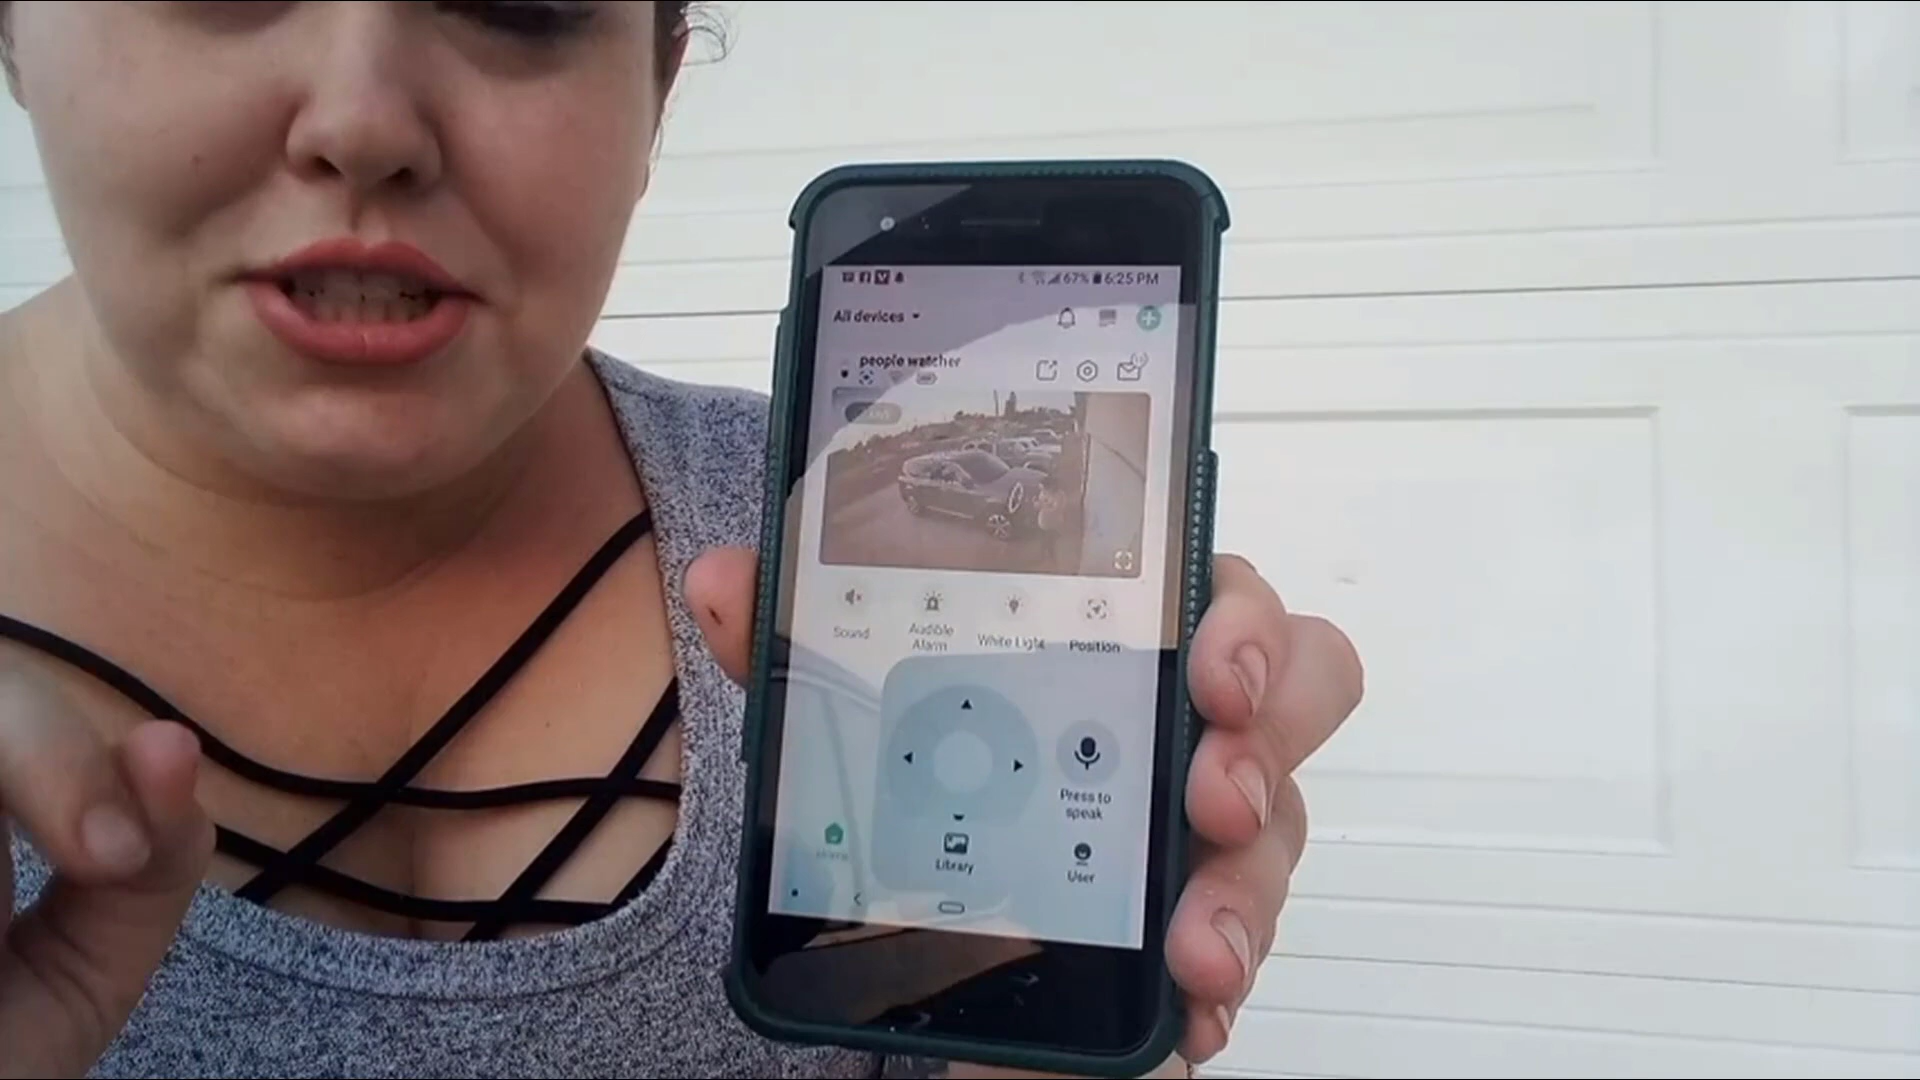 67% 6:25 PM
All devices
people watcher
Sound
Audible
Alarm
White Light
Position
Press to
speak
Home
Library
User